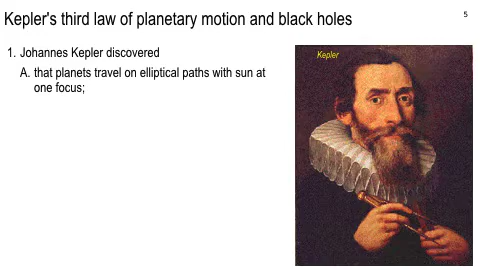 Kepler's third law of planetary motion and black holes
5
1. Johannes Kepler discovered
A. that planets travel on elliptical paths with sun at
one focus;
Kepler